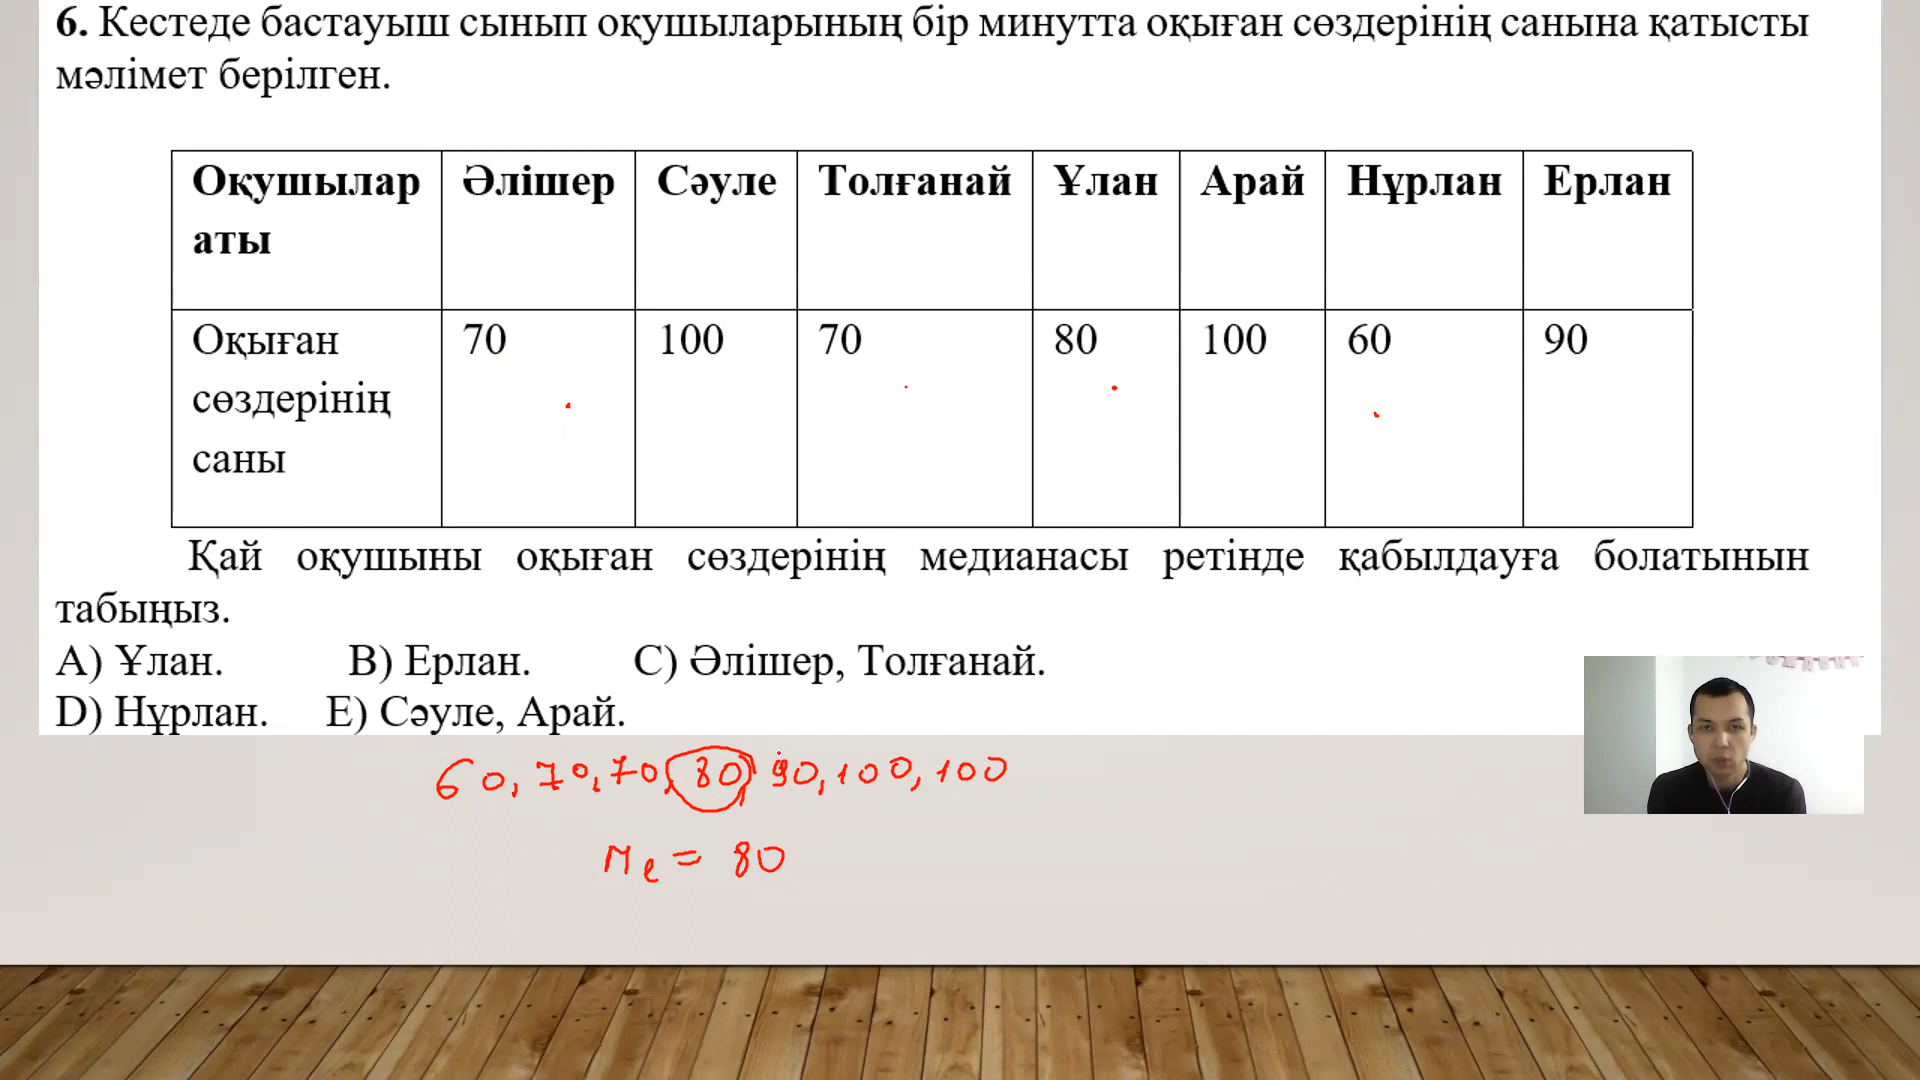 6. Кестеде бастауыш сынып оқушыларының бір минутта оқыған сөздерінің санына қатысты
мәлімет берілген.
Оқушылар аты Әлішер Сәуле Толғанай Ұлан Арай Нұрлан Ерлан
Оқыған сөздерінің саны 70 100 70 80 100 60 90
Қай оқушыны оқыған сөздерінің медианасы ретінде қабылдауға болатынын
табыңыз.
A) Ұлан. B) Ерлан. C) Әлішер, Толғанай.
D) Нұрлан. E) Сәуле, Арай.
60, 70, 70, 80, 90, 100, 100
Me = 80